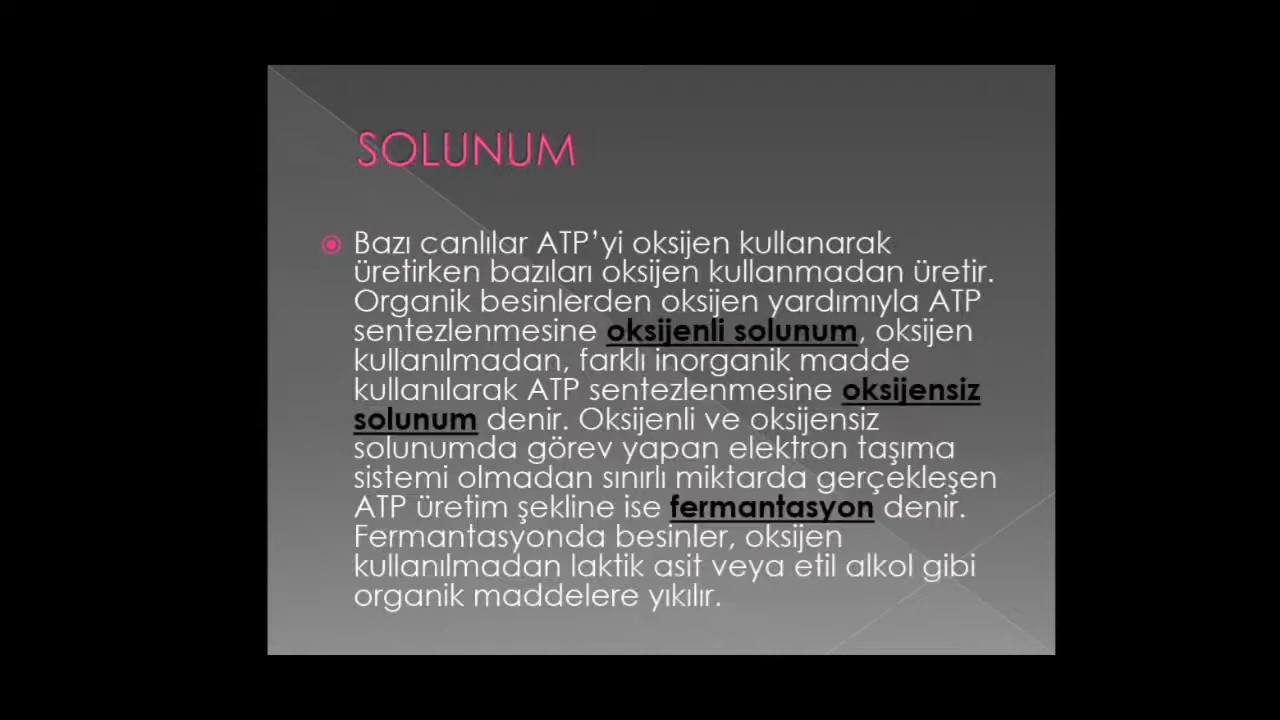 SOLUNUM
Bazı canlılar ATP’yi oksijen kullanarak
üretirken bazıları oksijen kullanmadan üretir.
Organik besinlerden oksijen yardımıyla ATP
sentezlenmesine oksijenli solunum, oksijen
kullanılmadan, farklı inorganik madde
kullanılarak ATP sentezlenmesine oksijensiz
solunum denir. Oksijenli ve oksijensiz
solunumda görev yapan elektron taşıma
sistemi olmadan sınırlı miktarda gerçekleşen
ATP üretim şekline ise fermantasyon denir.
Fermantasyonda besinler, oksijen
kullanılmadan laktik asit veya etil alkol gibi
organik maddelere yıkılır.